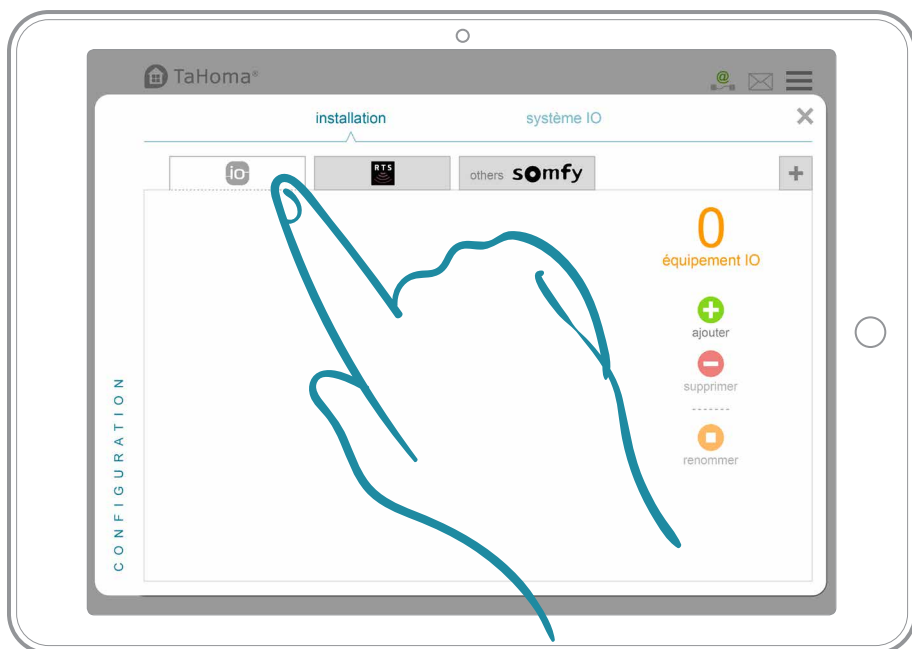 TaHoma®
@
installation
système IO
io
RTS
others somfy
0
équipement IO
ajouter
supprimer
renommer
CONFIGURATION